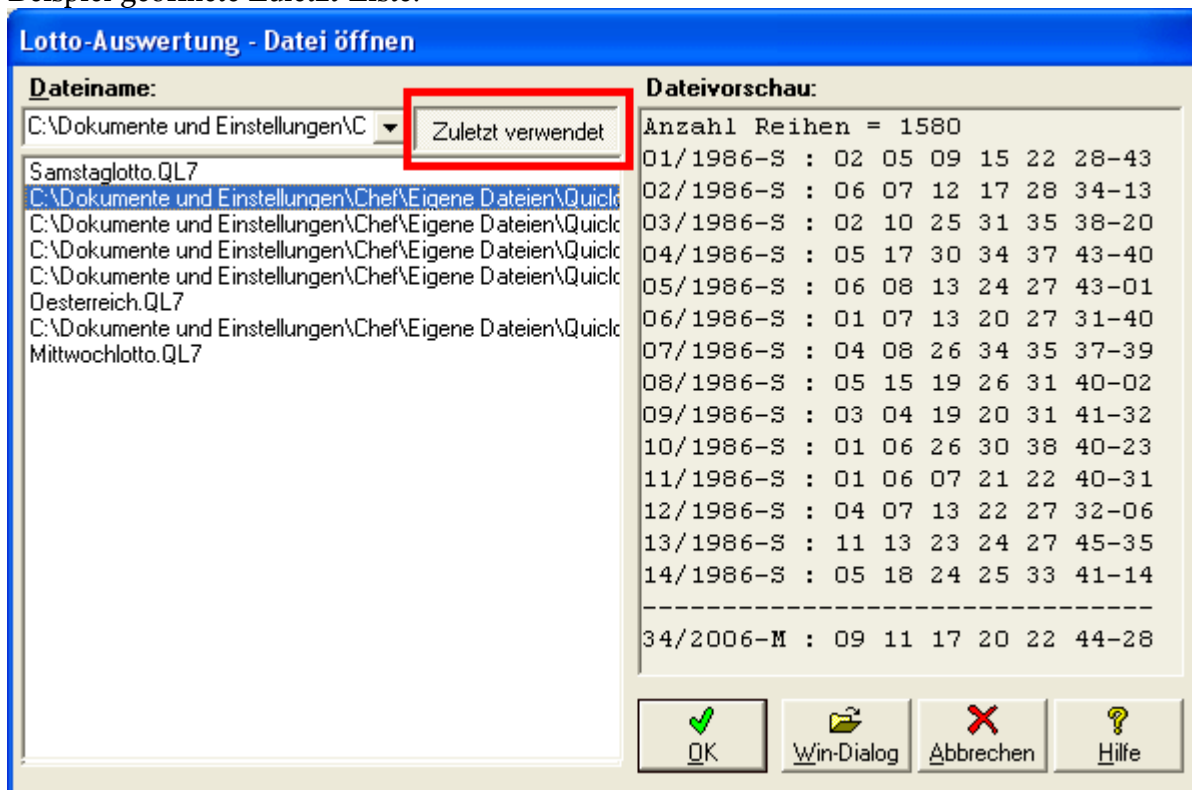 Beispiel geöffnete Zuletzt-Liste:
Lotto-Auswertung - Datei öffnen
Dateiname:
C:\Dokumente und Einstellungen\C
Zuletzt verwendet
Samstaglotto.QL7
C:\Dokumente und Einstellungen\Chef\Eigene Dateien\Quiclo
C:\Dokumente und Einstellungen\Chef\Eigene Dateien\Quiclo
C:\Dokumente und Einstellungen\Chef\Eigene Dateien\Quiclo
C:\Dokumente und Einstellungen\Chef\Eigene Dateien\Quiclo
Oesterreich.QL7
C:\Dokumente und Einstellungen\Chef\Eigene Dateien\Quiclo
Mittwochlotto.QL7
Dateivorschau:
Anzahl Reihen = 1580
01/1986-S : 02 05 09 15 22 28-43
02/1986-S : 06 07 12 17 28 34-13
03/1986-S : 02 10 25 31 35 38-20
04/1986-S : 05 17 30 34 37 43-40
05/1986-S : 06 08 13 24 27 43-01
06/1986-S : 01 07 13 20 27 31-40
07/1986-S : 04 08 26 34 35 37-39
08/1986-S : 05 15 19 26 31 40-02
09/1986-S : 03 04 19 20 31 41-32
10/1986-S : 01 06 26 30 38 40-23
11/1986-S : 01 06 07 21 22 40-31
12/1986-S : 04 07 13 22 27 32-06
13/1986-S : 11 13 23 24 27 45-35
14/1986-S : 05 18 24 25 33 41-14
--------------------------------
34/2006-M : 09 11 17 20 22 44-28
OK
Win-Dialog
Abbrechen
Hilfe